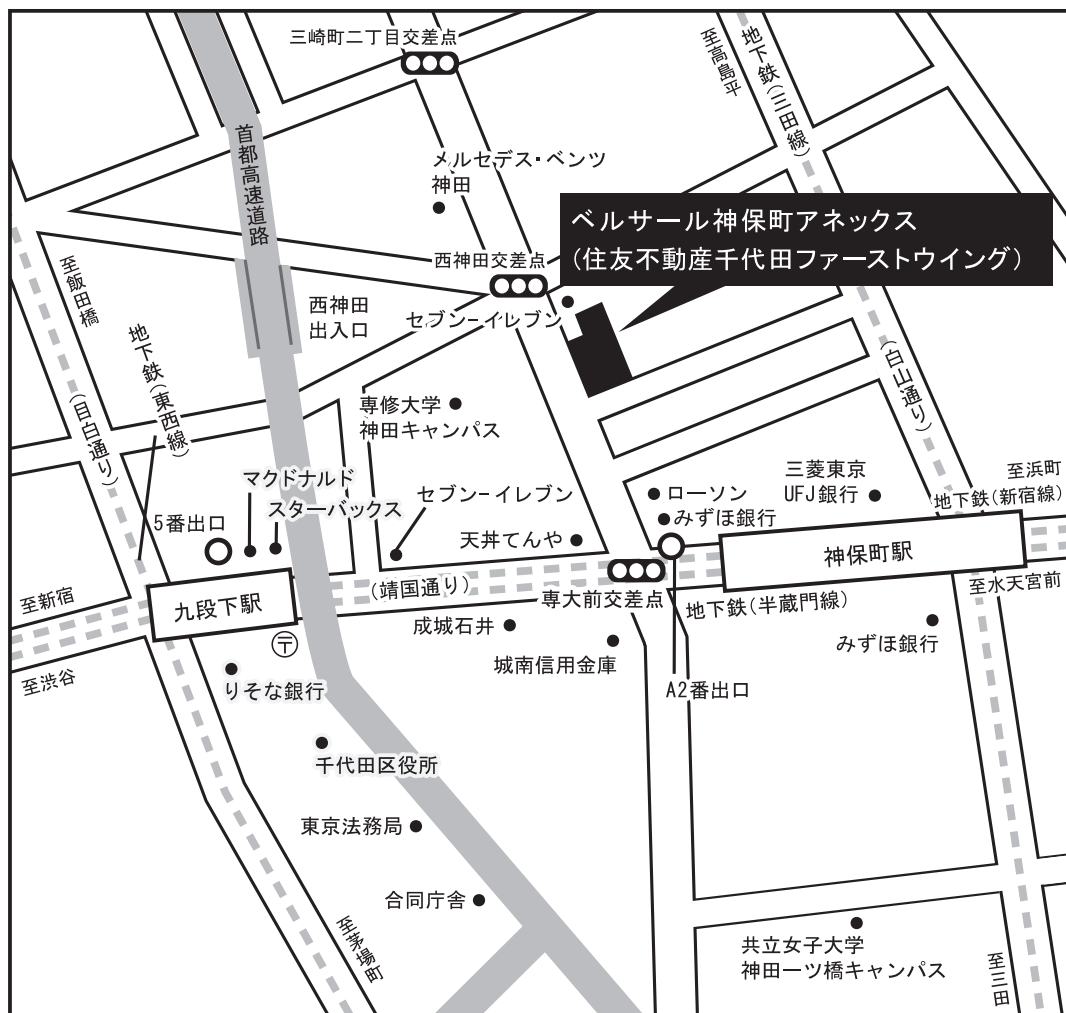 三崎町二丁目交差点
至高島平
地下鉄(三田線)
首都高速道路
メルセデス・ベンツ
神田
ベルサール神保町アネックス
(住友不動産千代田ファーストウイング)
西神田交差点
至飯田橋
西神田
出入口
セブン-イレブン
地下鉄(東西線)
(目白通り)
(白山通り)
専修大学
神田キャンパス
マクドナルド
スターバックス
5番出口
セブン-イレブン
天丼てんや
ローソン
みずほ銀行
三菱東京
UFJ銀行
至浜町
地下鉄(新宿線)
神保町駅
至水天宮前
至新宿
九段下駅
(靖国通り)
専大前交差点
地下鉄(半蔵門線)
至渋谷
〒
成城石井
城南信用金庫
みずほ銀行
りそな銀行
A2番出口
千代田区役所
東京法務局
合同庁舎
至茅場町
共立女子大学
神田一ツ橋キャンパス
至三田